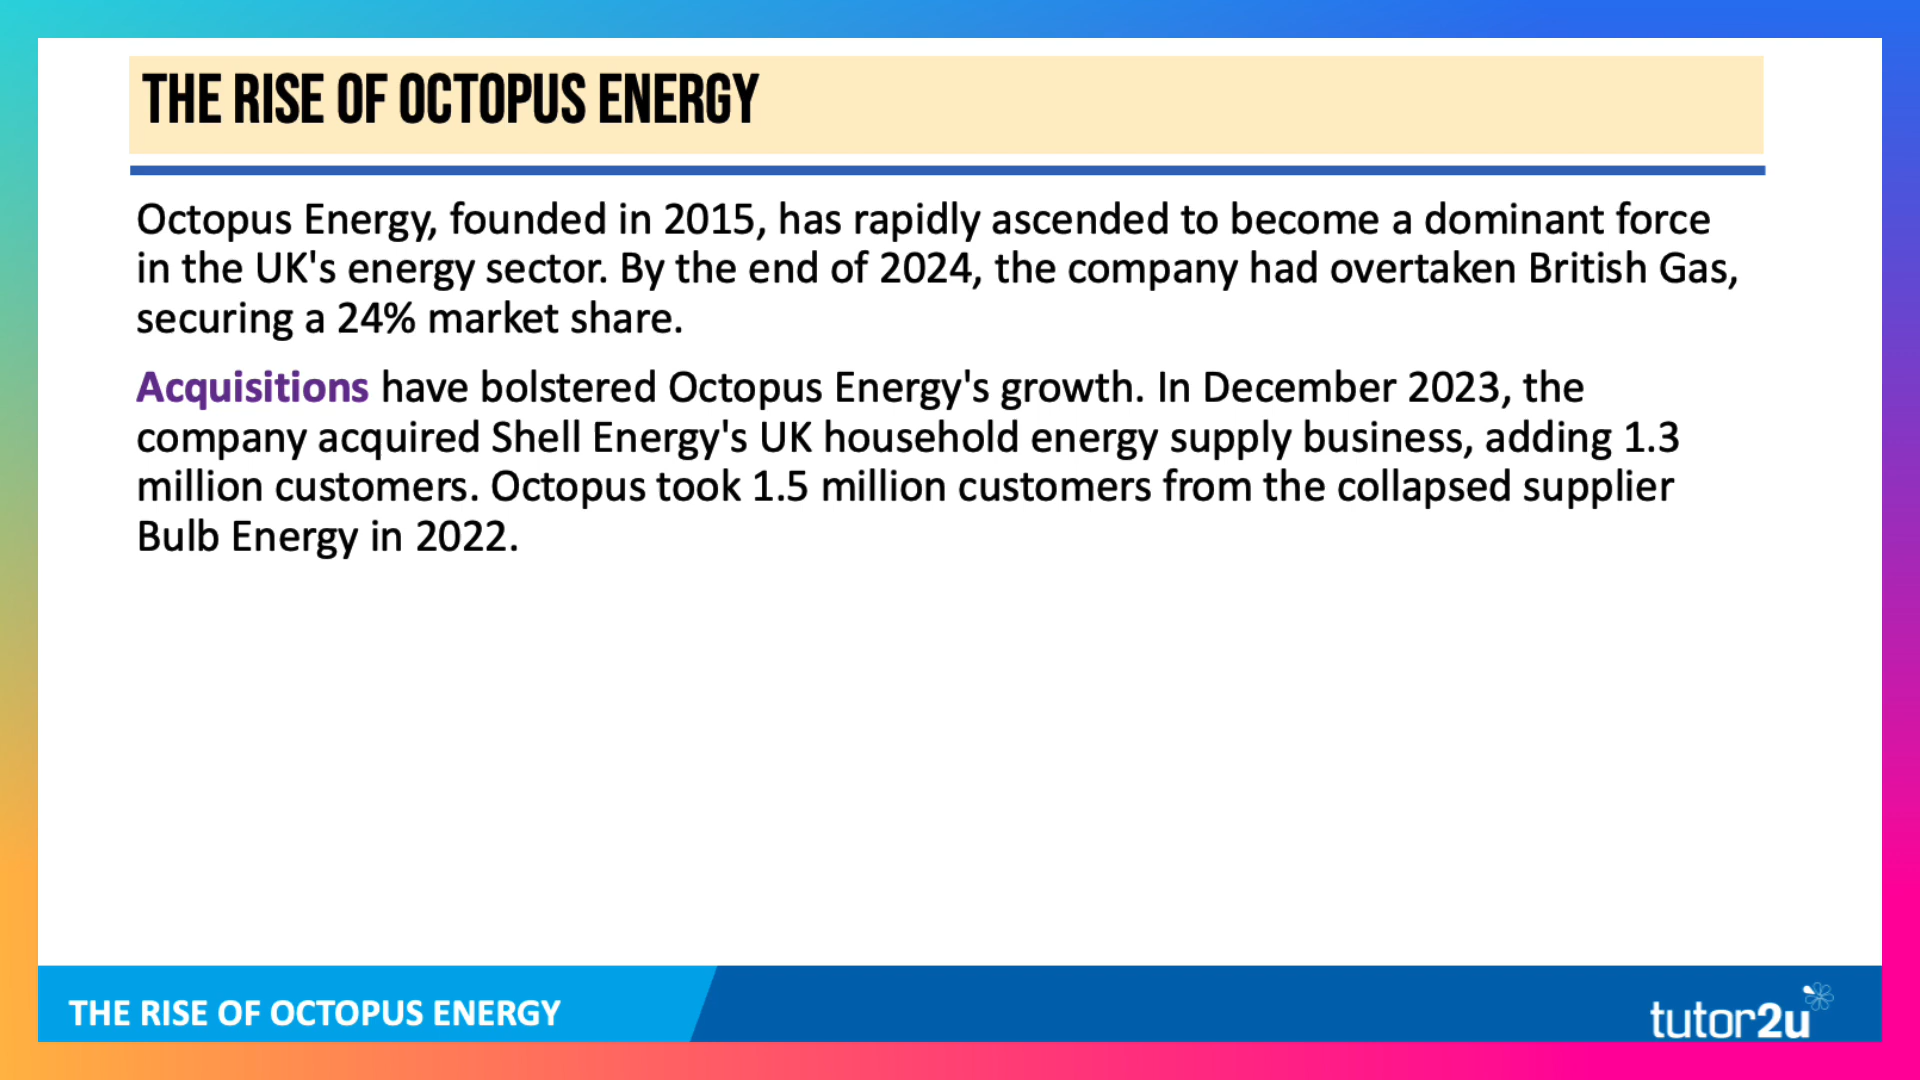 THE RISE OF OCTOPUS ENERGY
Octopus Energy, founded in 2015, has rapidly ascended to become a dominant force
in the UK's energy sector. By the end of 2024, the company had overtaken British Gas,
securing a 24% market share.
Acquisitions have bolstered Octopus Energy's growth. In December 2023, the
company acquired Shell Energy's UK household energy supply business, adding 1.3
million customers. Octopus took 1.5 million customers from the collapsed supplier
Bulb Energy in 2022.
THE RISE OF OCTOPUS ENERGY
tutor2u